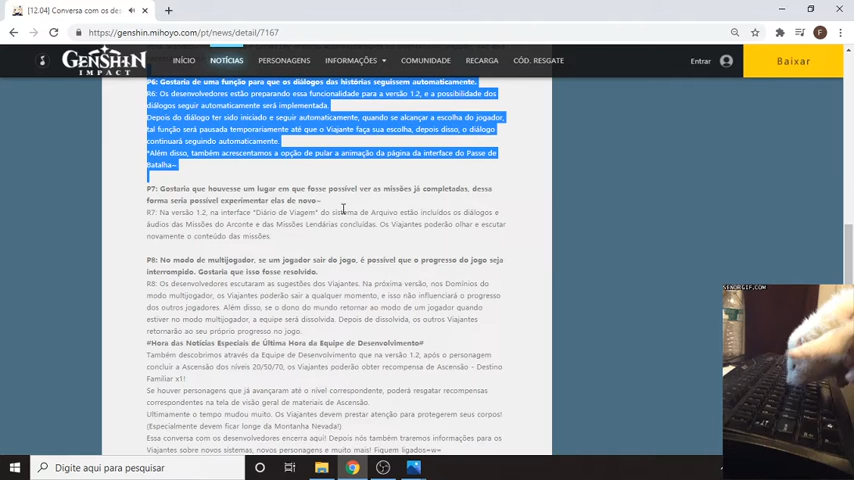 [12.04] Conversa com os de:
https://genshin.mihoyo.com/pt/news/detail/7167
F
GENSHIN
IMPACT
INÍCIO NOTÍCIAS PERSONAGENS INFORMAÇÕES COMUNIDADE RECARGA CÓD. RESGATE Entrar Baixar
P6: Gostaria de uma função para que os diálogos das histórias seguissem automaticamente.
R6: Os desenvolvedores estão preparando essa funcionalidade para a versão 1.2, e a possibilidade dos
diálogos seguir automaticamente será implementada.
Depois do diálogo ter sido iniciado e seguir automaticamente, quando se alcançar a escolha do jogador,
tal função será pausada temporariamente até que o Viajante faça sua escolha, depois disso, o diálogo
continuará seguindo automaticamente.
*Além disso, também acrescentamos a opção de pular a animação da página da interface do Passe de
Batalha~
P7: Gostaria que houvesse um lugar em que fosse possível ver as missões já completadas, dessa
forma seria possível experimentar elas de novo~
R7: Na versão 1.2, na interface "Diário de Viagem" do sistema de Arquivo estão incluídos os diálogos e
áudios das Missões do Arconte e das Missões Lendárias concluídas. Os Viajantes poderão olhar e escutar
novamente o conteúdo das missões.
P8: No modo de multijogador, se um jogador sair do jogo, é possível que o progresso do jogo seja
interrompido. Gostaria que isso fosse resolvido.
R8: Os desenvolvedores escutaram as sugestões dos Viajantes. Na próxima versão, nos Domínios do
modo multijogador, os Viajantes poderão sair a qualquer momento, e isso não influenciará o progresso
dos outros jogadores. Além disso, se o dono do mundo retornar ao modo de um jogador quando
estiver no modo multijogador, a equipe será dissolvida. Depois de dissolvida, os outros Viajantes
retornarão ao seu próprio progresso no jogo.
#Hora das Notícias Especiais de Última Hora da Equipe de Desenvolvimento#
Também descobrimos através da Equipe de Desenvolvimento que na versão 1.2, após o personagem
concluir a Ascensão dos níveis 20/50/70, os Viajantes poderão obter recompensa de Ascensão - Destino
Familiar x1!
Se houver personagens que já avançaram até o nível correspondente, poderá resgatar recompensas
correspondentes na tela de visão geral de materiais de Ascensão.
Ultimamente o tempo mudou muito. Os Viajantes devem prestar atenção para protegerem seus corpos!
(Especialmente devem ficar longe da Montanha Nevada!)
Essa conversa com os desenvolvedores encerra aqui! Depois nós também traremos informações para os
Viajantes sobre novos sistemas, novos personagens e muito mais! Fiquem ligados=w=
SENORGIF.COM
Digite aqui para pesquisar